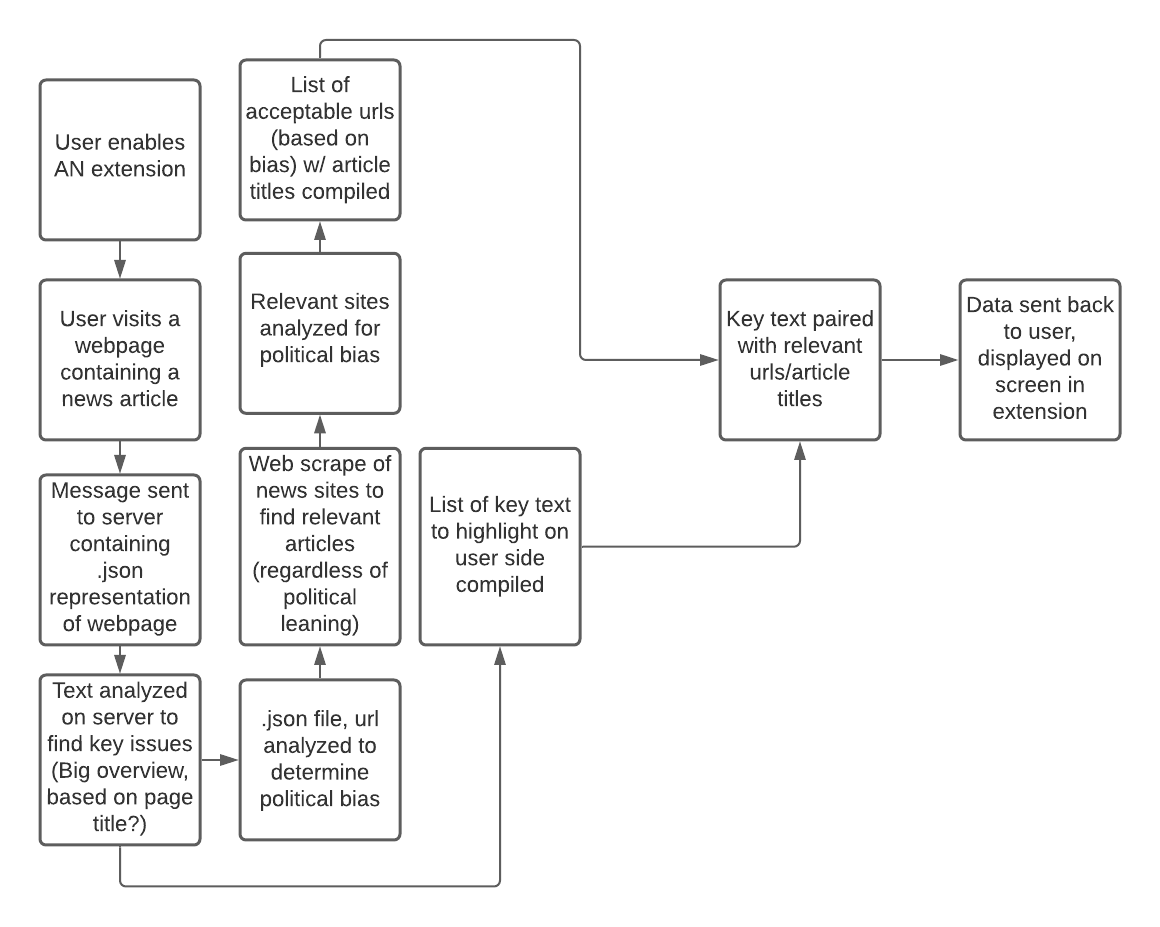 User enables
AN extension
User visits a
webpage
containing a
news article
Message sent
to server
containing
.json
representation
of webpage
Text analyzed
on server to
find key issues
(Big overview,
based on page
title?)
.json file, url
analyzed to
determine
political bias
Web scrape of
news sites to
find relevant
articles
(regardless of
political
leaning)
Relevant sites
analyzed for
political bias
List of
acceptable urls
(based on
bias) w/ article
titles compiled
List of key text
to highlight on
user side
compiled
Key text paired
with relevant
urls/article
titles
Data sent back
to user,
displayed on
screen in
extension